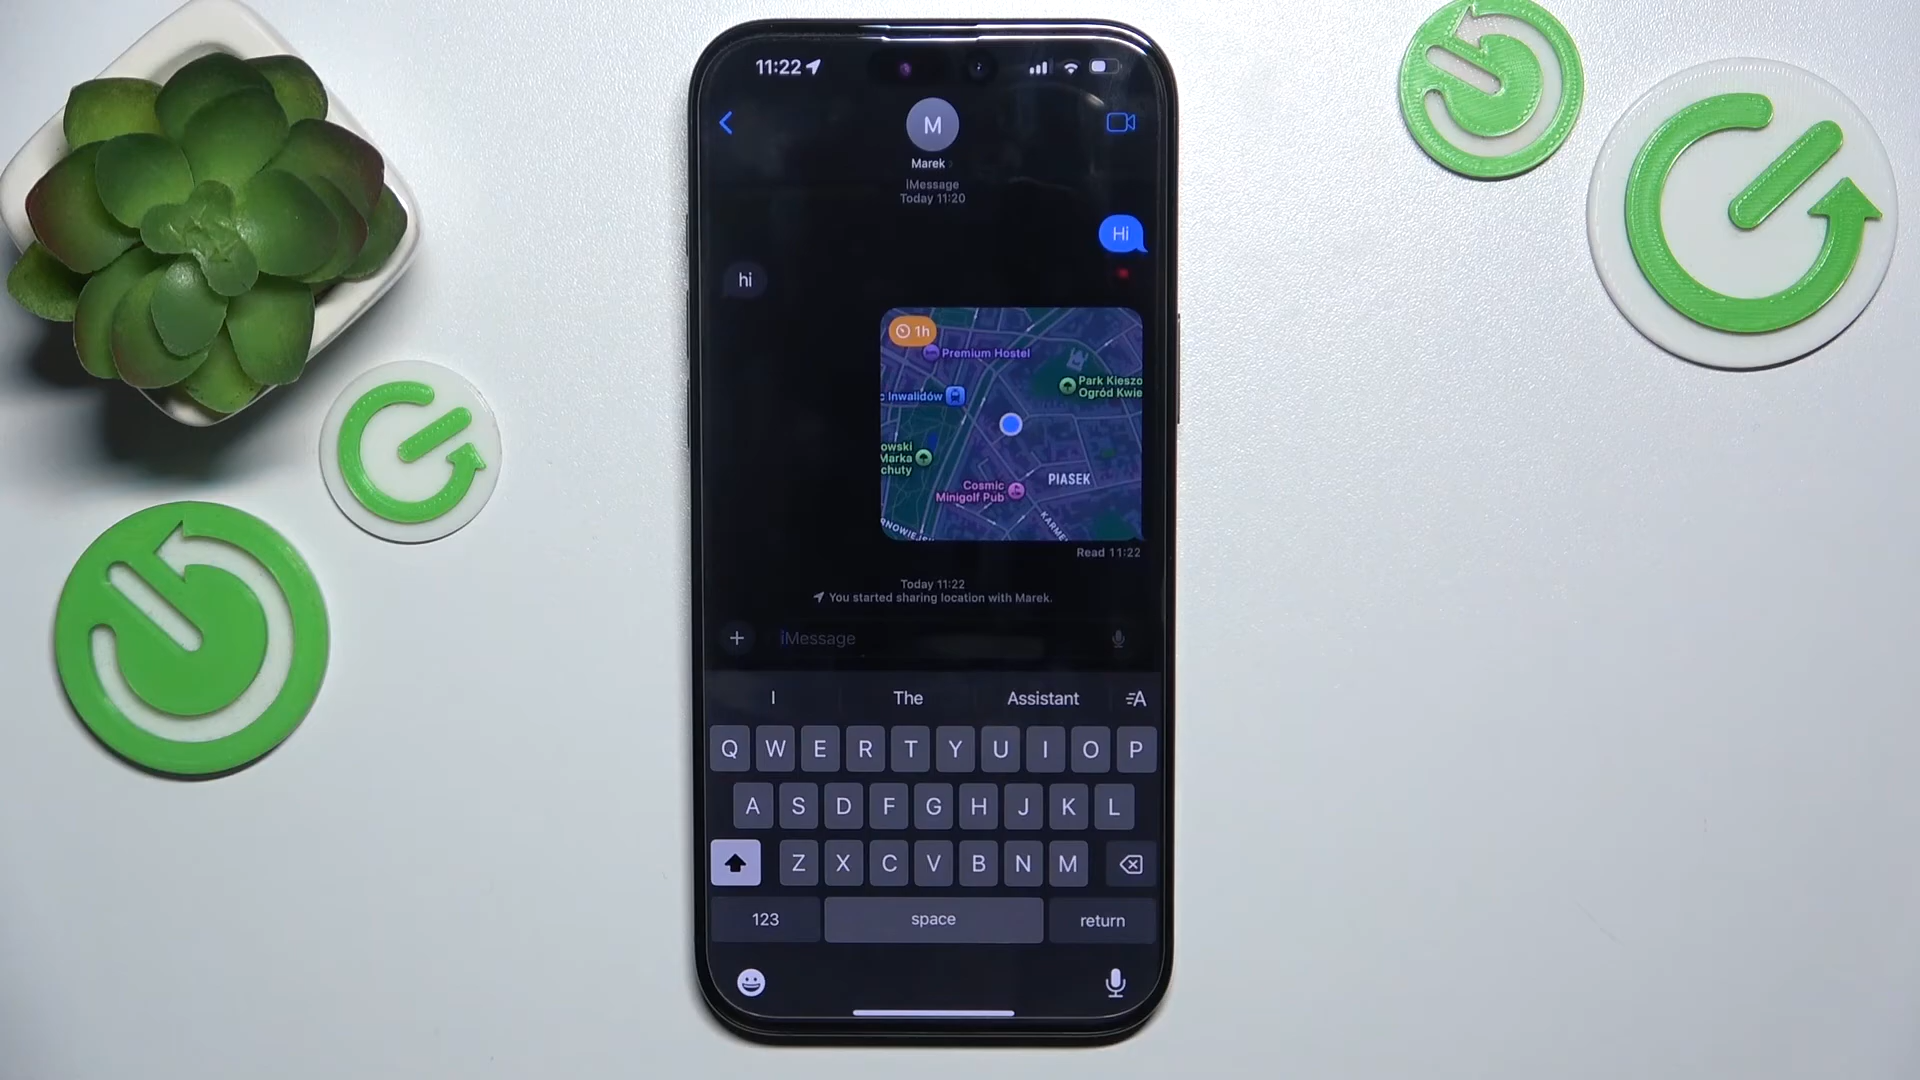 11:22
M
Marek
iMessage
Today 11:20
Hi
hi
1h
Premium Hostel
c Inwalidów
Park Kieszo
Ogród Kwie
owski
Marka
chuty
PIASEK
Cosmic
Minigolf Pub
KARME
Read 11:22
Today 11:22
You started sharing location with Marek.
iMessage
I The Assistant
Q W E R T Y U I O P
A S D F G H J K L
Z X C V B N M
123 space return